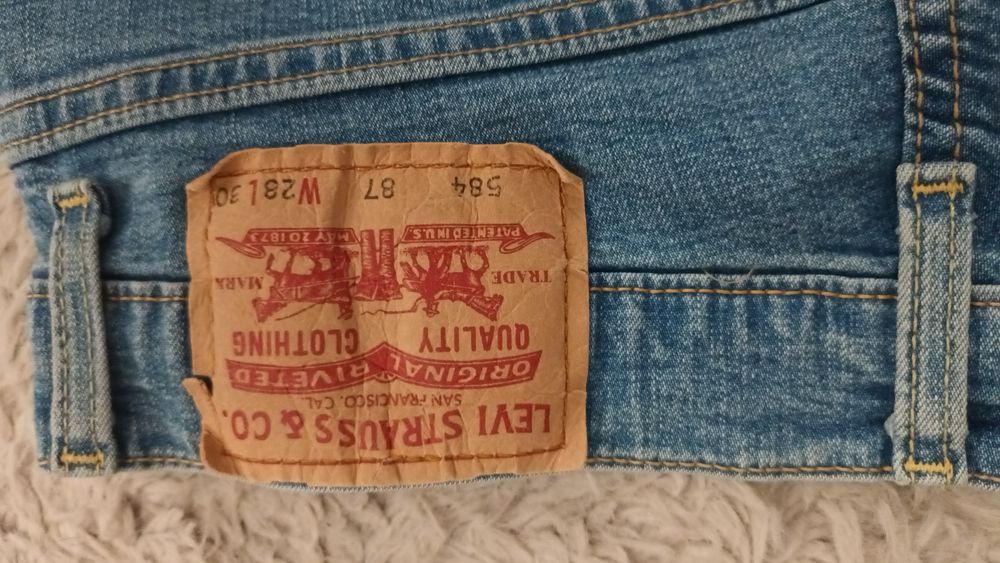 LEVI STRAUSS & CO.
SAN FRANCISCO, CAL.
ORIGINAL RIVETED
QUALITY CLOTHING
TRADE MARK
PATENTED IN U.S. MAY 20 1873
584 87 W28 L 30